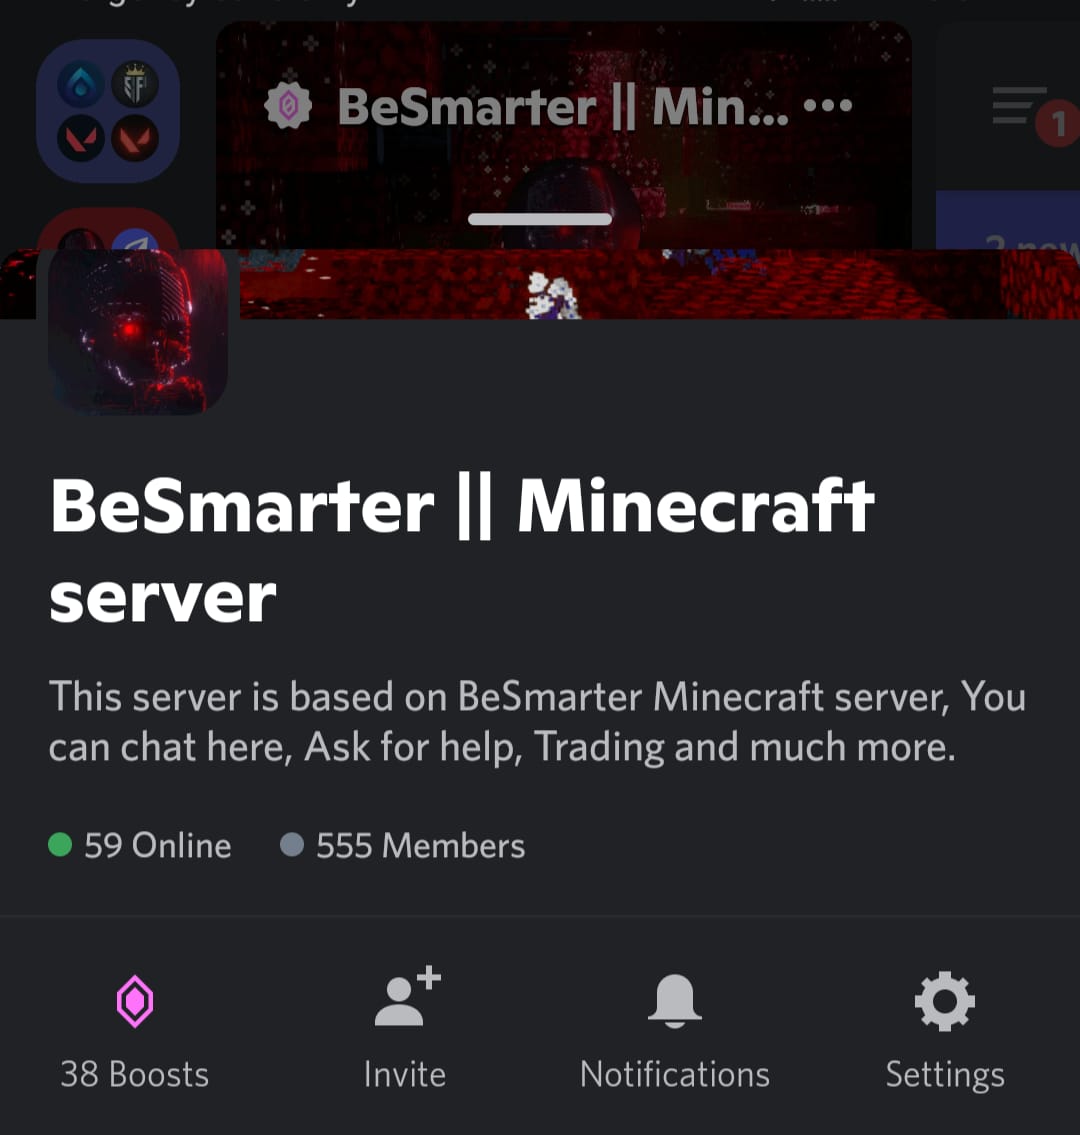 BeSmarter || Min...
1
BeSmarter || Minecraft
server
This server is based on BeSmarter Minecraft server, You
can chat here, Ask for help, Trading and much more.
59 Online
555 Members
38 Boosts
Invite
Notifications
Settings